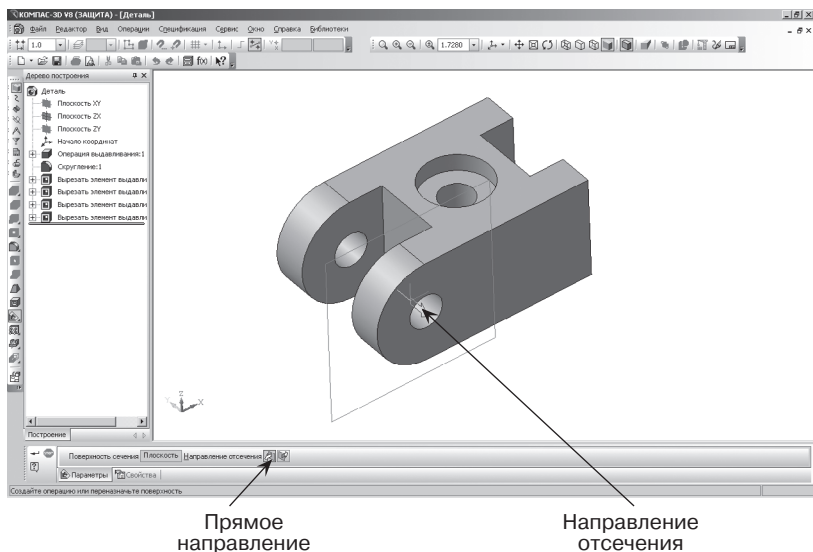 КОМПАС-3D V8 (ЗАЩИТА) - [Деталь]
Файл Редактор Вид Операции Спецификация Сервис Окно Справка Библиотеки
1.0 1.7280
f(x)
Дерево построения
Деталь
Плоскость XY
Плоскость ZX
Плоскость ZY
Начало координат
Операция выдавливания:1
Скругление:1
Вырезать элемент выдавли
Вырезать элемент выдавли
Вырезать элемент выдавли
Вырезать элемент выдавли
Z
Y X
Построение
Поверхность сечения Плоскость Направление отсечения
Параметры Свойства
Создайте операцию или переназначьте поверхность
Прямое
направление
Направление
отсечения